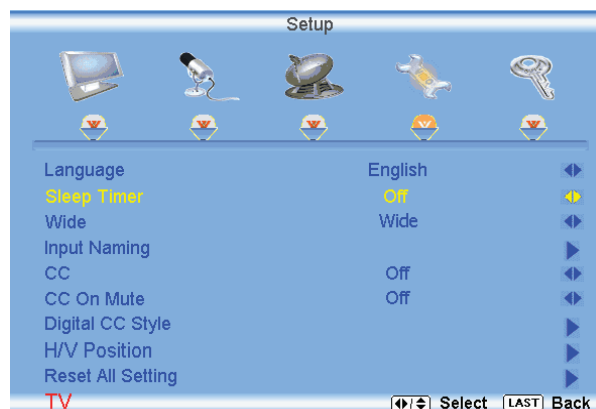 Setup
Language English
Sleep Timer Off
Wide Wide
Input Naming
CC Off
CC On Mute Off
Digital CC Style
H/V Position
Reset All Setting
TV Select LAST Back